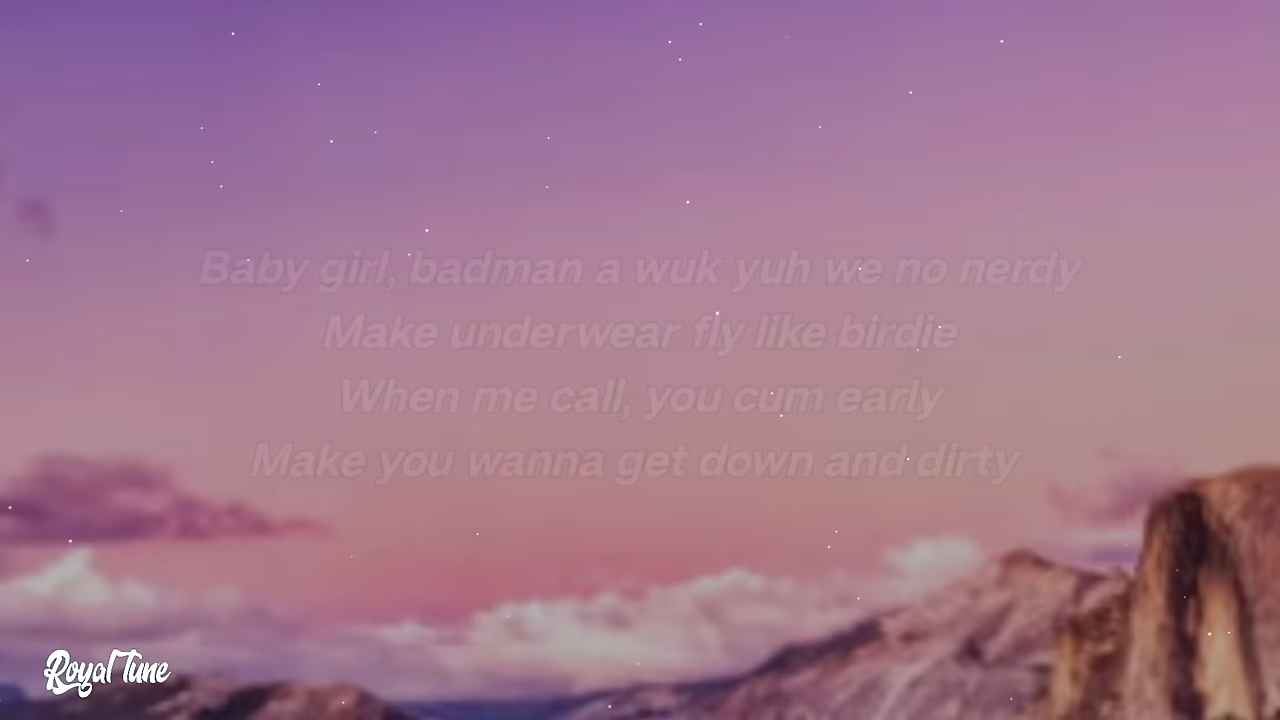 Baby girl, badman a wuk yuh we no nerdy
Make underwear fly like birdie
When me call, you cum early
Make you wanna get down and dirty
Royal Tune